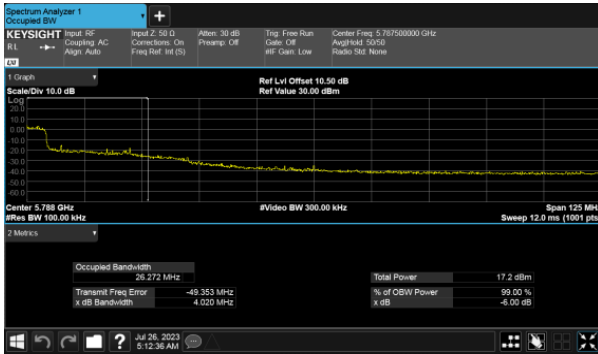 Spectrum Analyzer 1
Occupied BW
+
KEYSIGHT Input: RF Input Z: 50 Ω Atten: 30 dB Trig: Free Run Center Freq: 5.787500000 GHz
RL Coupling: AC Corrections: On Preamp: Off Gate: Off Avg|Hold: 50/50
Align: Auto Freq Ref: Int (S) #IF Gain: Low Radio Std: None
LXI
1 Graph
Ref Lvl Offset 10.50 dB
Scale/Div 10.0 dB Ref Value 30.00 dBm
Log
20.0
10.0
0.00
-10.0
-20.0
-30.0
-40.0
-50.0
-60.0
Center 5.788 GHz #Video BW 300.00 kHz Span 125 MH
#Res BW 100.00 kHz Sweep 12.0 ms (1001 pts
2 Metrics
Occupied Bandwidth
26.272 MHz Total Power 17.2 dBm
Transmit Freq Error -49.353 MHz % of OBW Power 99.00 %
x dB Bandwidth 4.020 MHz x dB -6.00 dB
? Jul 26, 2023
5:12:36 AM